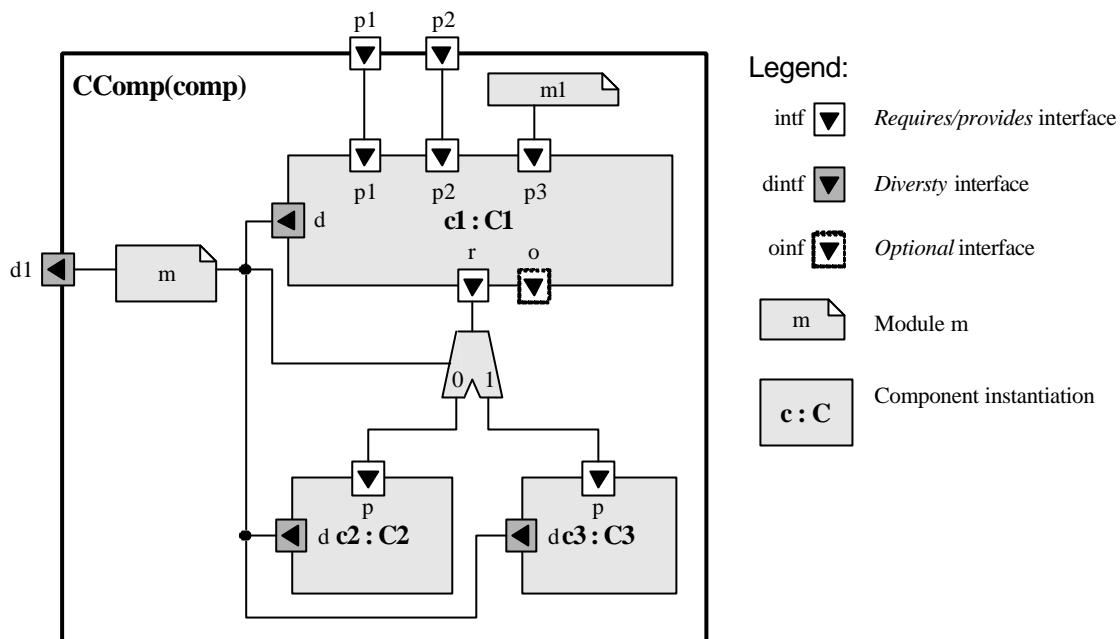 p1 p2
CComp(comp)
m1
p1 p2 p3
d
c1 : C1
d1
m
r o
0 1
p p
d c2 : C2
d c3 : C3
Legend:
intf Requires/provides interface
dintf Diversty interface
oinf Optional interface
m Module m
c : C Component instantiation